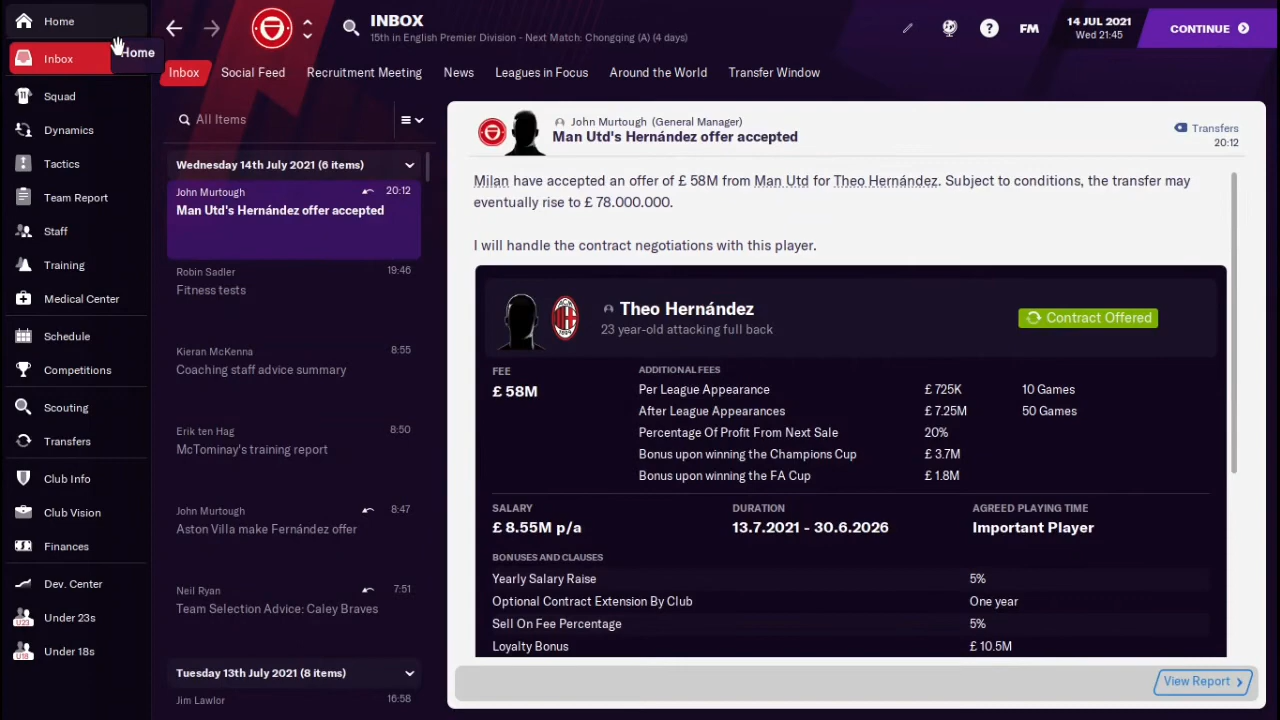 Home
Inbox
Home
Squad
Dynamics
Tactics
Team Report
Staff
Training
Medical Center
Schedule
Competitions
Scouting
Transfers
Club Info
Club Vision
Finances
Dev. Center
U23
Under 23s
U18
Under 18s
INBOX
15th in English Premier Division - Next Match: Chongqing (A) (4 days)
?
FM
14 JUL 2021
Wed 21:45
CONTINUE
Inbox
Social Feed
Recruitment Meeting
News
Leagues in Focus
Around the World
Transfer Window
All Items
Wednesday 14th July 2021 (6 items)
John Murtough 20:12
Man Utd's Hernández offer accepted
Robin Sadler 19:46
Fitness tests
Kieran McKenna 8:55
Coaching staff advice summary
Erik ten Hag 8:50
McTominay's training report
John Murtough 8:47
Aston Villa make Fernández offer
Neil Ryan 7:51
Team Selection Advice: Caley Braves
Tuesday 13th July 2021 (8 items)
Jim Lawlor 16:58
John Murtough (General Manager)
Man Utd's Hernández offer accepted
Transfers
20:12
Milan have accepted an offer of £ 58M from Man Utd for Theo Hernández. Subject to conditions, the transfer may
eventually rise to £ 78.000.000.
I will handle the contract negotiations with this player.
Theo Hernández
23 year-old attacking full back
Contract Offered
FEE
£ 58M
ADDITIONAL FEES
Per League Appearance £ 725K 10 Games
After League Appearances £ 7.25M 50 Games
Percentage Of Profit From Next Sale 20%
Bonus upon winning the Champions Cup £ 3.7M
Bonus upon winning the FA Cup £ 1.8M
SALARY
£ 8.55M p/a
DURATION
13.7.2021 - 30.6.2026
AGREED PLAYING TIME
Important Player
BONUSES AND CLAUSES
Yearly Salary Raise 5%
Optional Contract Extension By Club One year
Sell On Fee Percentage 5%
Loyalty Bonus £ 10.5M
View Report